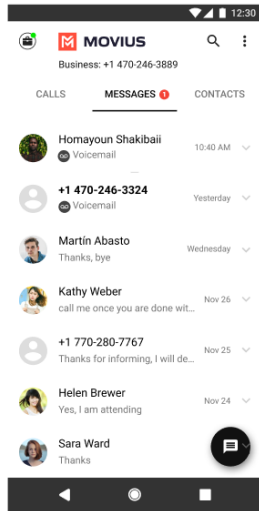 12:30
MOVIUS
Business: +1 470-246-3889
CALLS MESSAGES 1 CONTACTS
Homayoun Shakibaii
10:40 AM
Voicemail
+1 470-246-3324
Yesterday
Voicemail
Martín Abasto
Wednesday
Thanks, bye
Kathy Weber
Nov 26
call me once you are done wit...
+1 770-280-7767
Nov 25
Thanks for informing, I will de...
Helen Brewer
Nov 24
Yes, I am attending
Sara Ward
Thanks